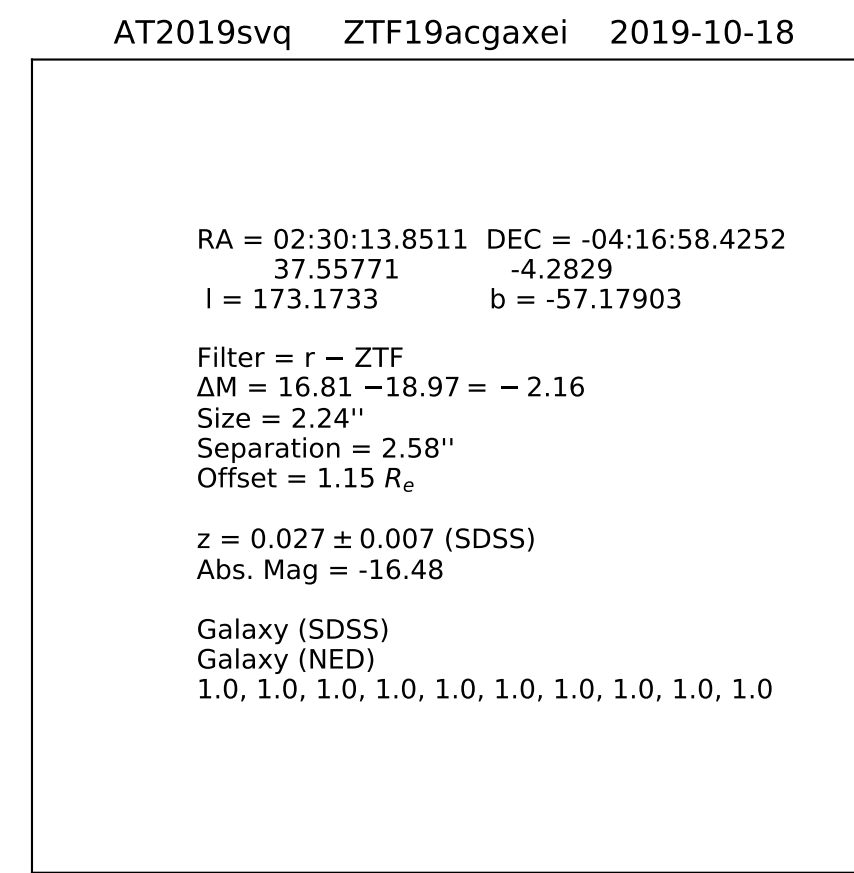 AT2019svq ZTF19acgaxei 2019-10-18
RA = 02:30:13.8511 DEC = -04:16:58.4252
37.55771 -4.2829
l = 173.1733 b = -57.17903
Filter = r − ZTF
ΔM = 16.81 −18.97 = − 2.16
Size = 2.24''
Separation = 2.58''
Offset = 1.15 Re
z = 0.027 ± 0.007 (SDSS)
Abs. Mag = -16.48
Galaxy (SDSS)
Galaxy (NED)
1.0, 1.0, 1.0, 1.0, 1.0, 1.0, 1.0, 1.0, 1.0, 1.0